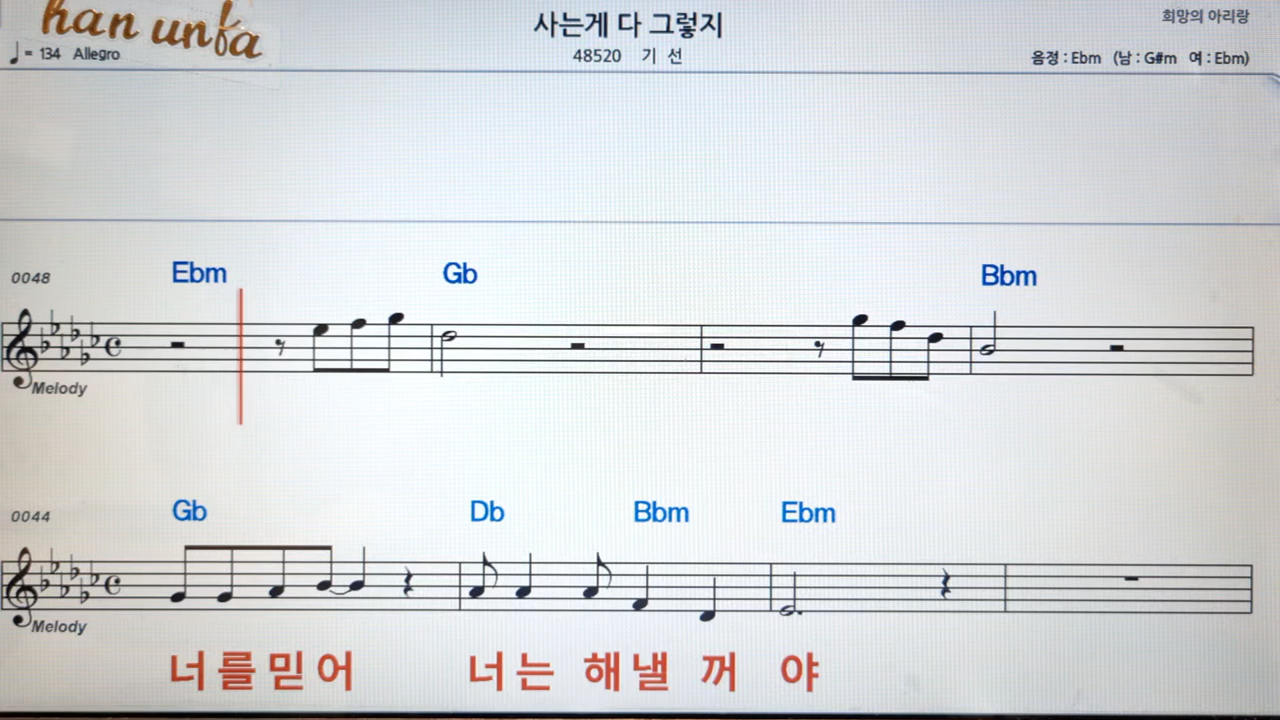 han unfa
사는게 다 그렇지
희망의 아리랑
♩= 134 Allegro
48520 기 선
음정 : Ebm (남 : G#m 여 : Ebm)
0048
Ebm Gb Bbm
Melody
0044
Gb Db Bbm Ebm
Melody
너를믿어 너는 해낼 꺼 야